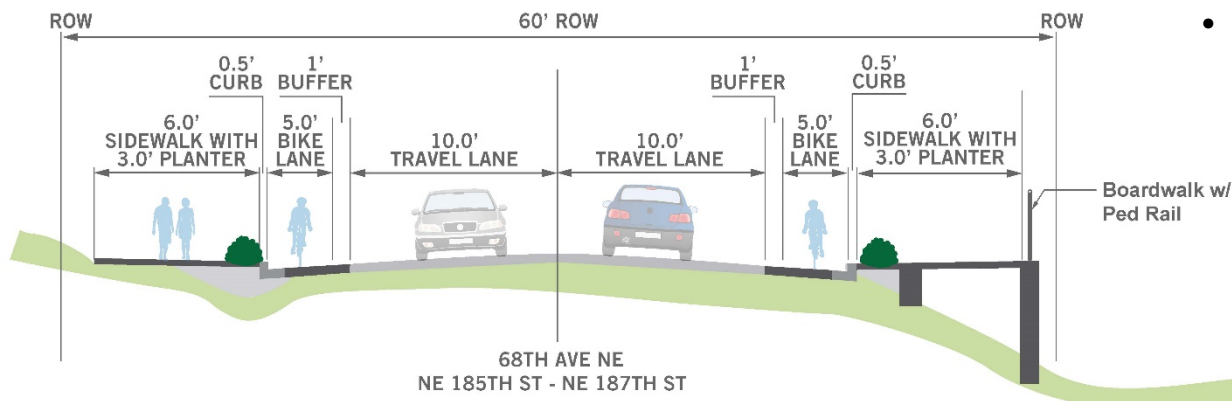 ROW
60’ ROW
ROW
0.5’
CURB
1’
BUFFER
1’
BUFFER
0.5’
CURB
6.0’
SIDEWALK WITH
3.0’ PLANTER
5.0’
BIKE
LANE
10.0’
TRAVEL LANE
10.0’
TRAVEL LANE
5.0’
BIKE
LANE
6.0’
SIDEWALK WITH
3.0’ PLANTER
Boardwalk w/
Ped Rail
68TH AVE NE
NE 185TH ST - NE 187TH ST